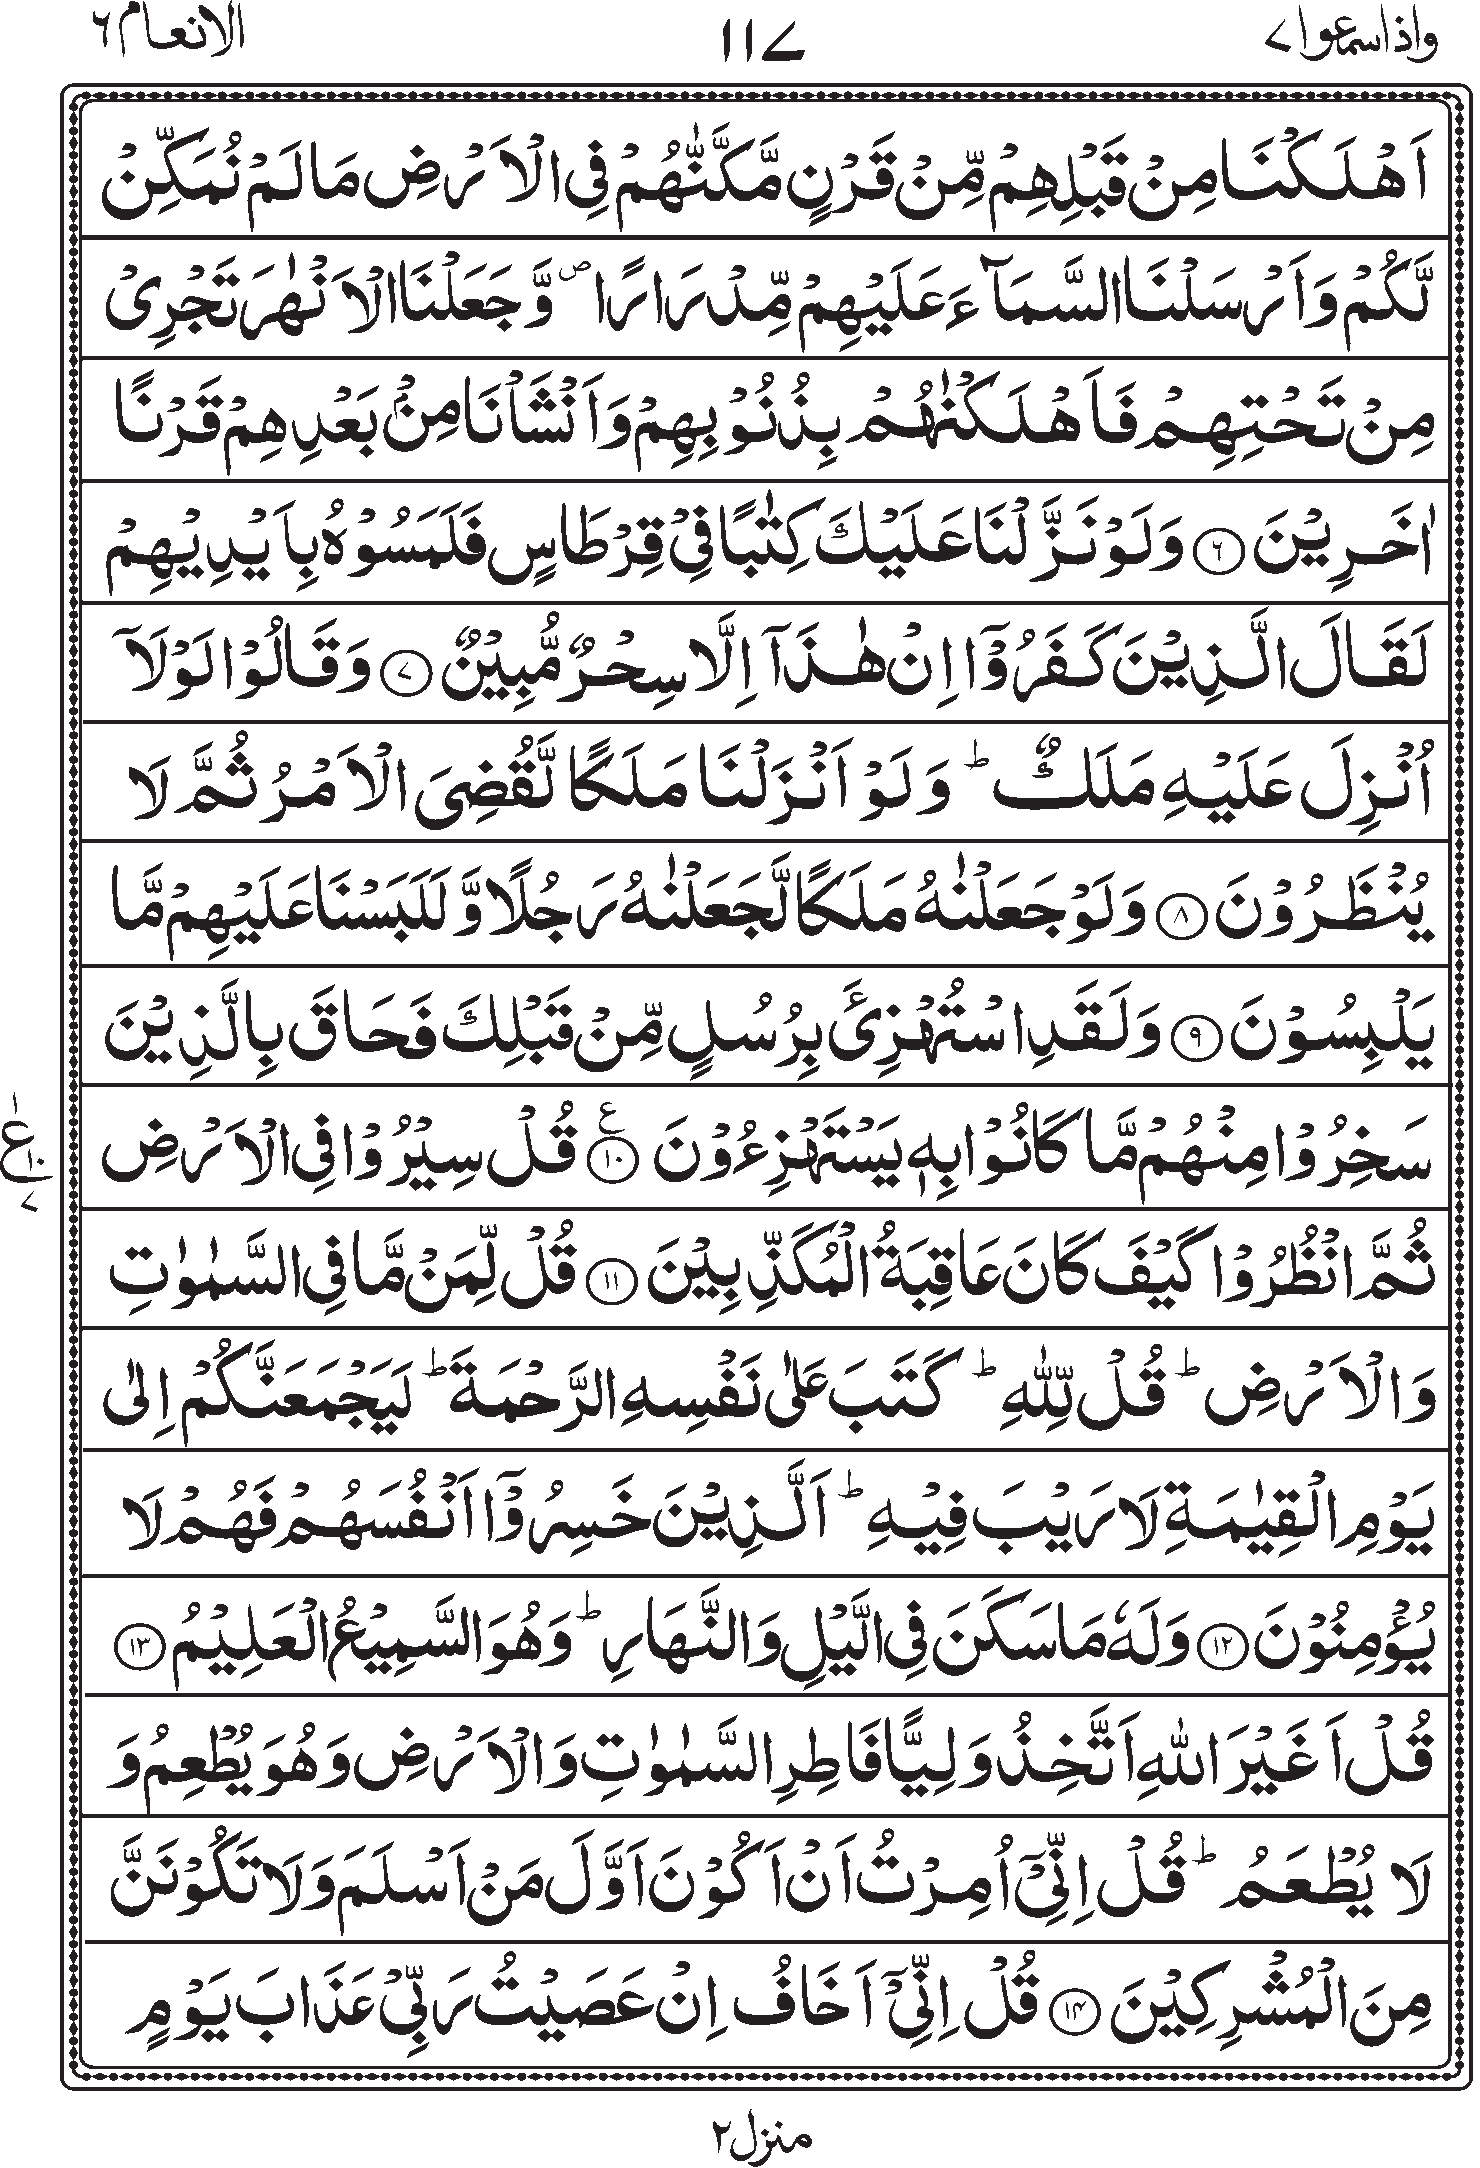 واذاسمعوا ٧
١١٧
الانعام ٦
اَهْلَكْنَا مِنْ قَبْلِهِمْ مِّنْ قَرْنٍ مَّكَّنّٰهُمْ فِي الْاَرْضِ مَا لَمْ نُمَكِّنْ
لَّكُمْ وَاَرْسَلْنَا السَّمَآءَ عَلَيْهِمْ مِّدْرَارًا ۪ وَّجَعَلْنَا الْاَنْهٰرَ تَجْرِيْ
مِنْ تَحْتِهِمْ فَاَهْلَكْنٰهُمْ بِذُنُوْبِهِمْ وَاَنْشَاْنَا مِنْۢ بَعْدِهِمْ قَرْنًا
اٰخَرِيْنَ ﴿٦﴾ وَلَوْ نَزَّلْنَا عَلَيْكَ كِتٰبًا فِيْ قِرْطَاسٍ فَلَمَسُوْهُ بِاَيْدِيْهِمْ
لَقَالَ الَّذِيْنَ كَفَرُوْۤا اِنْ هٰذَاۤ اِلَّا سِحْرٌ مُّبِيْنٌ ﴿٧﴾ وَقَالُوْا لَوْلَاۤ
اُنْزِلَ عَلَيْهِ مَلَكٌ ؕ وَلَوْ اَنْزَلْنَا مَلَكًا لَّقُضِيَ الْاَمْرُ ثُمَّ لَا
يُنْظَرُوْنَ ﴿٨﴾ وَلَوْ جَعَلْنٰهُ مَلَكًا لَّجَعَلْنٰهُ رَجُلًا وَّلَلَبَسْنَا عَلَيْهِمْ مَّا
يَلْبِسُوْنَ ﴿٩﴾ وَلَقَدِ اسْتُهْزِئَ بِرُسُلٍ مِّنْ قَبْلِكَ فَحَاقَ بِالَّذِيْنَ
سَخِرُوْا مِنْهُمْ مَّا كَانُوْا بِهٖ يَسْتَهْزِءُوْنَ ﴿١٠﴾ ع قُلْ سِيْرُوْا فِي الْاَرْضِ
١ ع ١٠ ٧
ثُمَّ انْظُرُوْا كَيْفَ كَانَ عَاقِبَةُ الْمُكَذِّبِيْنَ ﴿١١﴾ قُلْ لِّمَنْ مَّا فِي السَّمٰوٰتِ
وَالْاَرْضِ ؕ قُلْ لِّلّٰهِ ؕ كَتَبَ عَلٰى نَفْسِهِ الرَّحْمَةَ ؕ لَيَجْمَعَنَّكُمْ اِلٰى
يَوْمِ الْقِيٰمَةِ لَا رَيْبَ فِيْهِ ؕ اَلَّذِيْنَ خَسِرُوْۤا اَنْفُسَهُمْ فَهُمْ لَا
يُؤْمِنُوْنَ ﴿١٢﴾ وَلَهٗ مَا سَكَنَ فِي الَّيْلِ وَالنَّهَارِ ؕ وَهُوَ السَّمِيْعُ الْعَلِيْمُ ﴿١٣﴾
قُلْ اَغَيْرَ اللّٰهِ اَتَّخِذُ وَلِيًّا فَاطِرِ السَّمٰوٰتِ وَالْاَرْضِ وَهُوَ يُطْعِمُ وَ
لَا يُطْعَمُ ؕ قُلْ اِنِّيْۤ اُمِرْتُ اَنْ اَكُوْنَ اَوَّلَ مَنْ اَسْلَمَ وَلَا تَكُوْنَنَّ
مِنَ الْمُشْرِكِيْنَ ﴿١٤﴾ قُلْ اِنِّيْۤ اَخَافُ اِنْ عَصَيْتُ رَبِّيْ عَذَابَ يَوْمٍ
منزل ٢